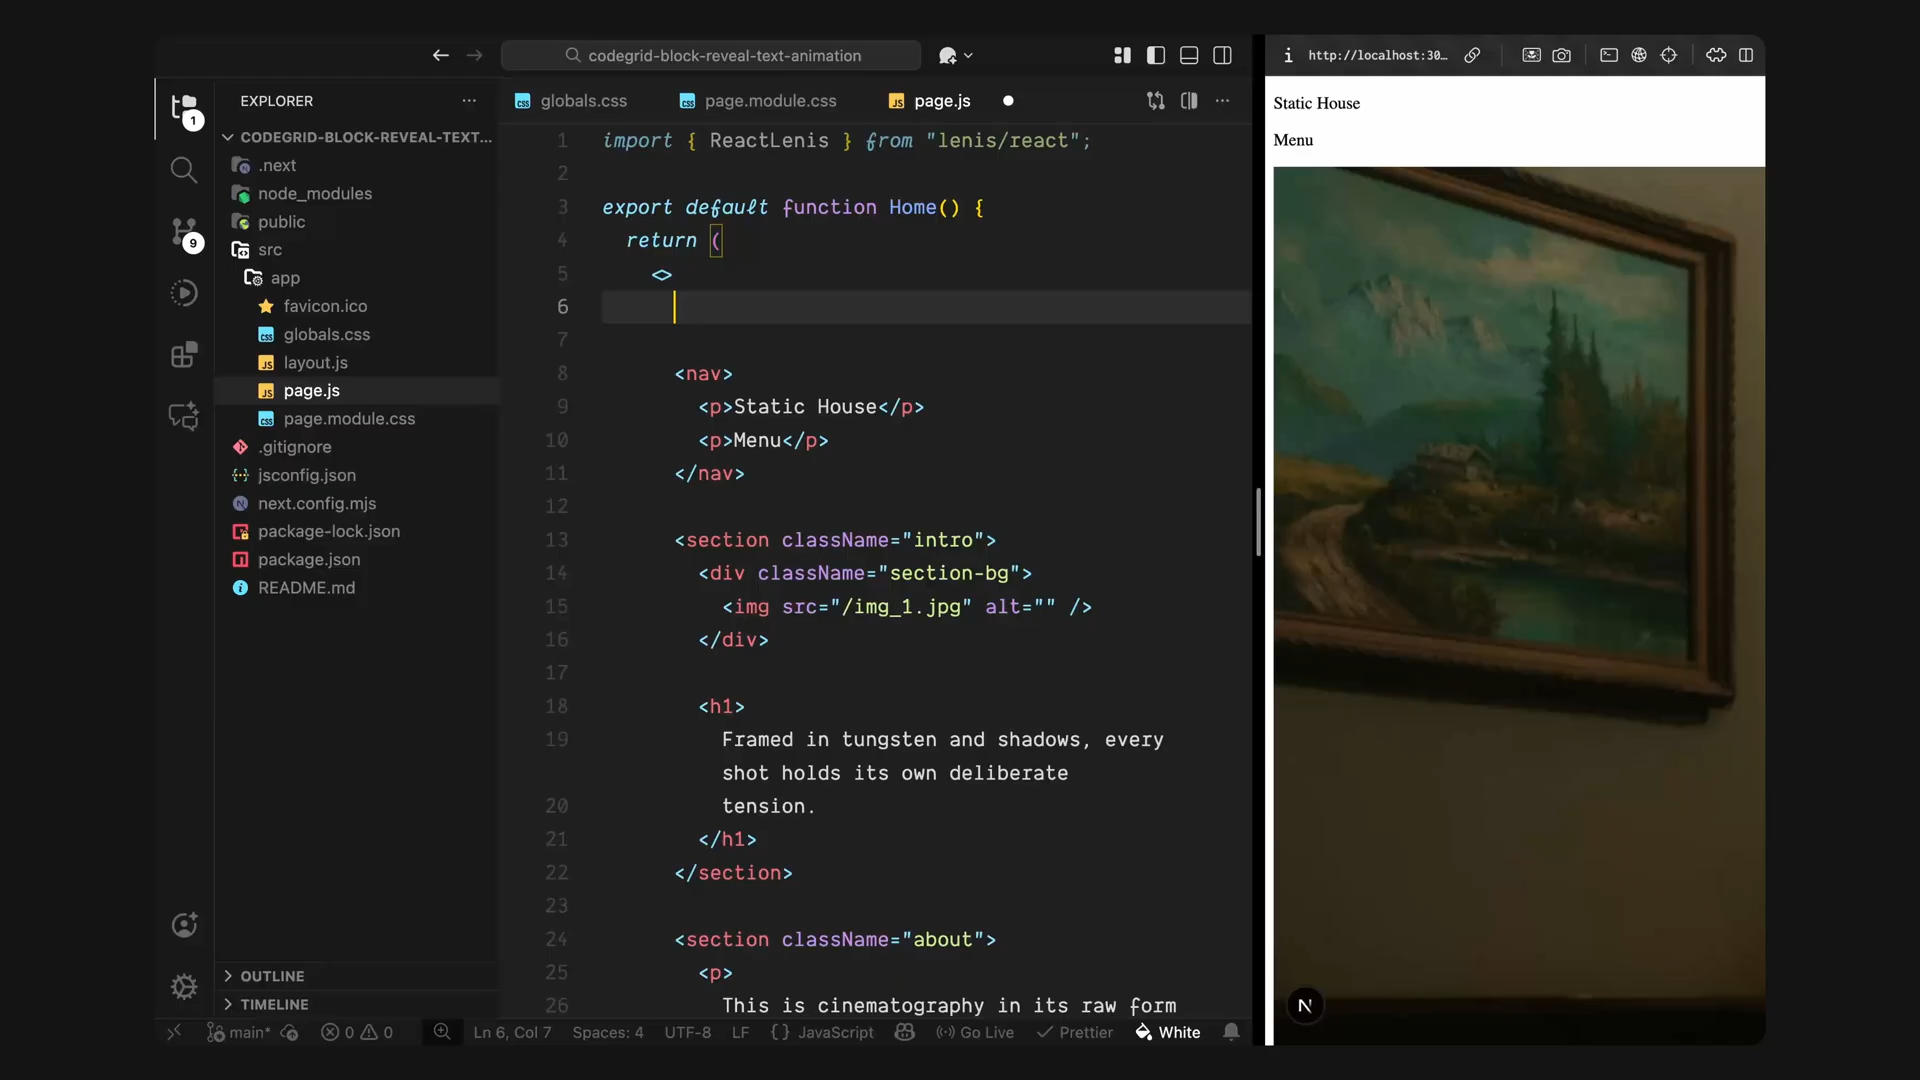 codegrid-block-reveal-text-animation
http://localhost:30…
EXPLORER
CODEGRID-BLOCK-REVEAL-TEXT...
.next
node_modules
public
src
app
favicon.ico
globals.css
layout.js
page.js
page.module.css
.gitignore
jsconfig.json
next.config.mjs
package-lock.json
package.json
README.md
OUTLINE
TIMELINE
1
9
globals.css
page.module.css
page.js
1 import { ReactLenis } from "lenis/react";
2
3 export default function Home() {
4 return (
5 <>
6
7
8 <nav>
9 <p>Static House</p>
10 <p>Menu</p>
11 </nav>
12
13 <section className="intro">
14 <div className="section-bg">
15 <img src="/img_1.jpg" alt="" />
16 </div>
17
18 <h1>
19 Framed in tungsten and shadows, every
shot holds its own deliberate
20 tension.
21 </h1>
22 </section>
23
24 <section className="about">
25 <p>
26 This is cinematography in its raw form
Static House
Menu
N
main* 0 0 Ln 6, Col 7 Spaces: 4 UTF-8 LF {} JavaScript Go Live Prettier White